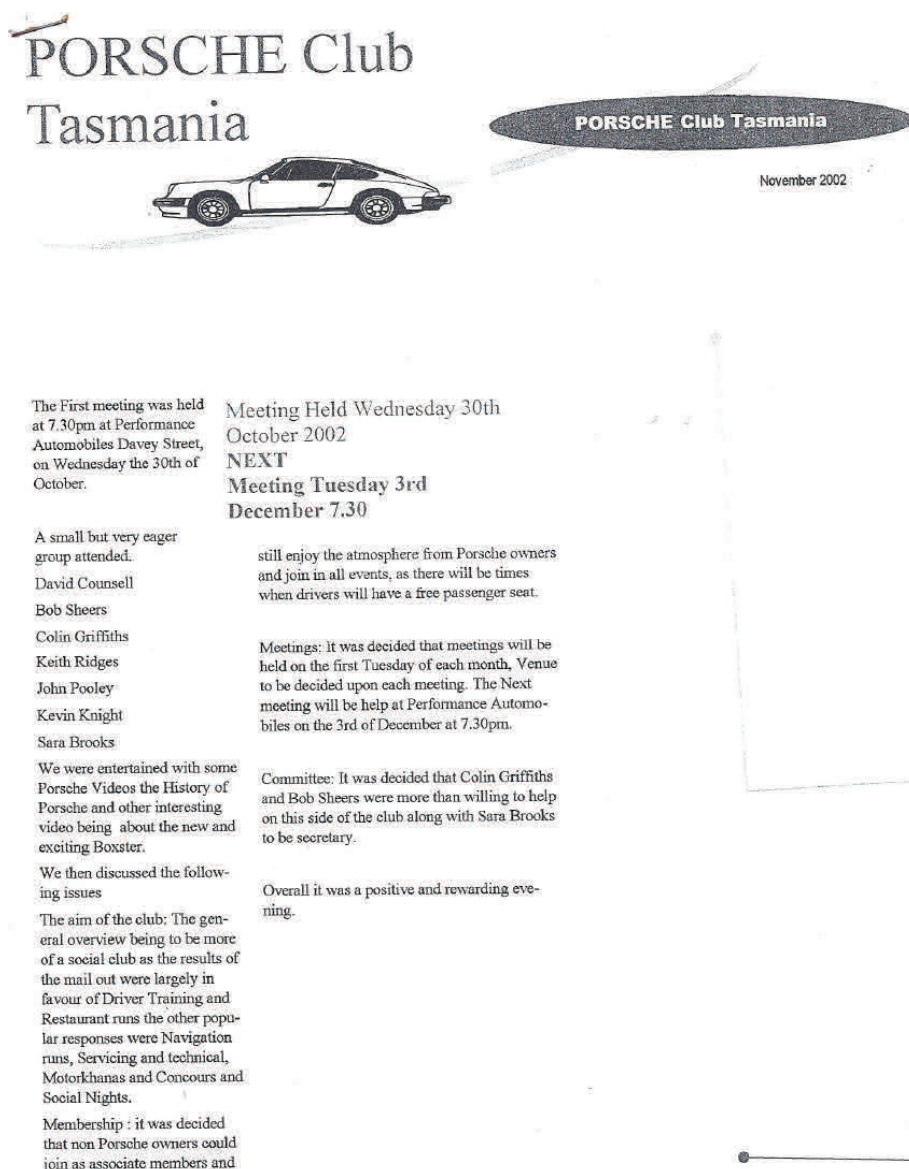 PORSCHE Club
Tasmania
PORSCHE Club Tasmania
November 2002
The First meeting was held
at 7.30pm at Performance
Automobiles Davey Street,
on Wednesday the 30th of
October.
A small but very eager
group attended.
David Counsell
Bob Sheers
Colin Griffiths
Keith Ridges
John Pooley
Kevin Knight
Sara Brooks
We were entertained with some
Porsche Videos the History of
Porsche and other interesting
video being about the new and
exciting Boxster.
We then discussed the follow-
ing issues
The aim of the club: The gen-
eral overview being to be more
of a social club as the results of
the mail out were largely in
favour of Driver Training and
Restaurant runs the other popu-
lar responses were Navigation
runs, Servicing and technical,
Motorkhanas and Concours and
Social Nights.
Membership : it was decided
that non Porsche owners could
join as associate members and
Meeting Held Wednesday 30th
October 2002
NEXT
Meeting Tuesday 3rd
December 7.30
still enjoy the atmosphere from Porsche owners
and join in all events, as there will be times
when drivers will have a free passenger seat.
Meetings: It was decided that meetings will be
held on the first Tuesday of each month, Venue
to be decided upon each meeting. The Next
meeting will be help at Performance Automo-
biles on the 3rd of December at 7.30pm.
Committee: It was decided that Colin Griffiths
and Bob Sheers were more than willing to help
on this side of the club along with Sara Brooks
to be secretary.
Overall it was a positive and rewarding eve-
ning.